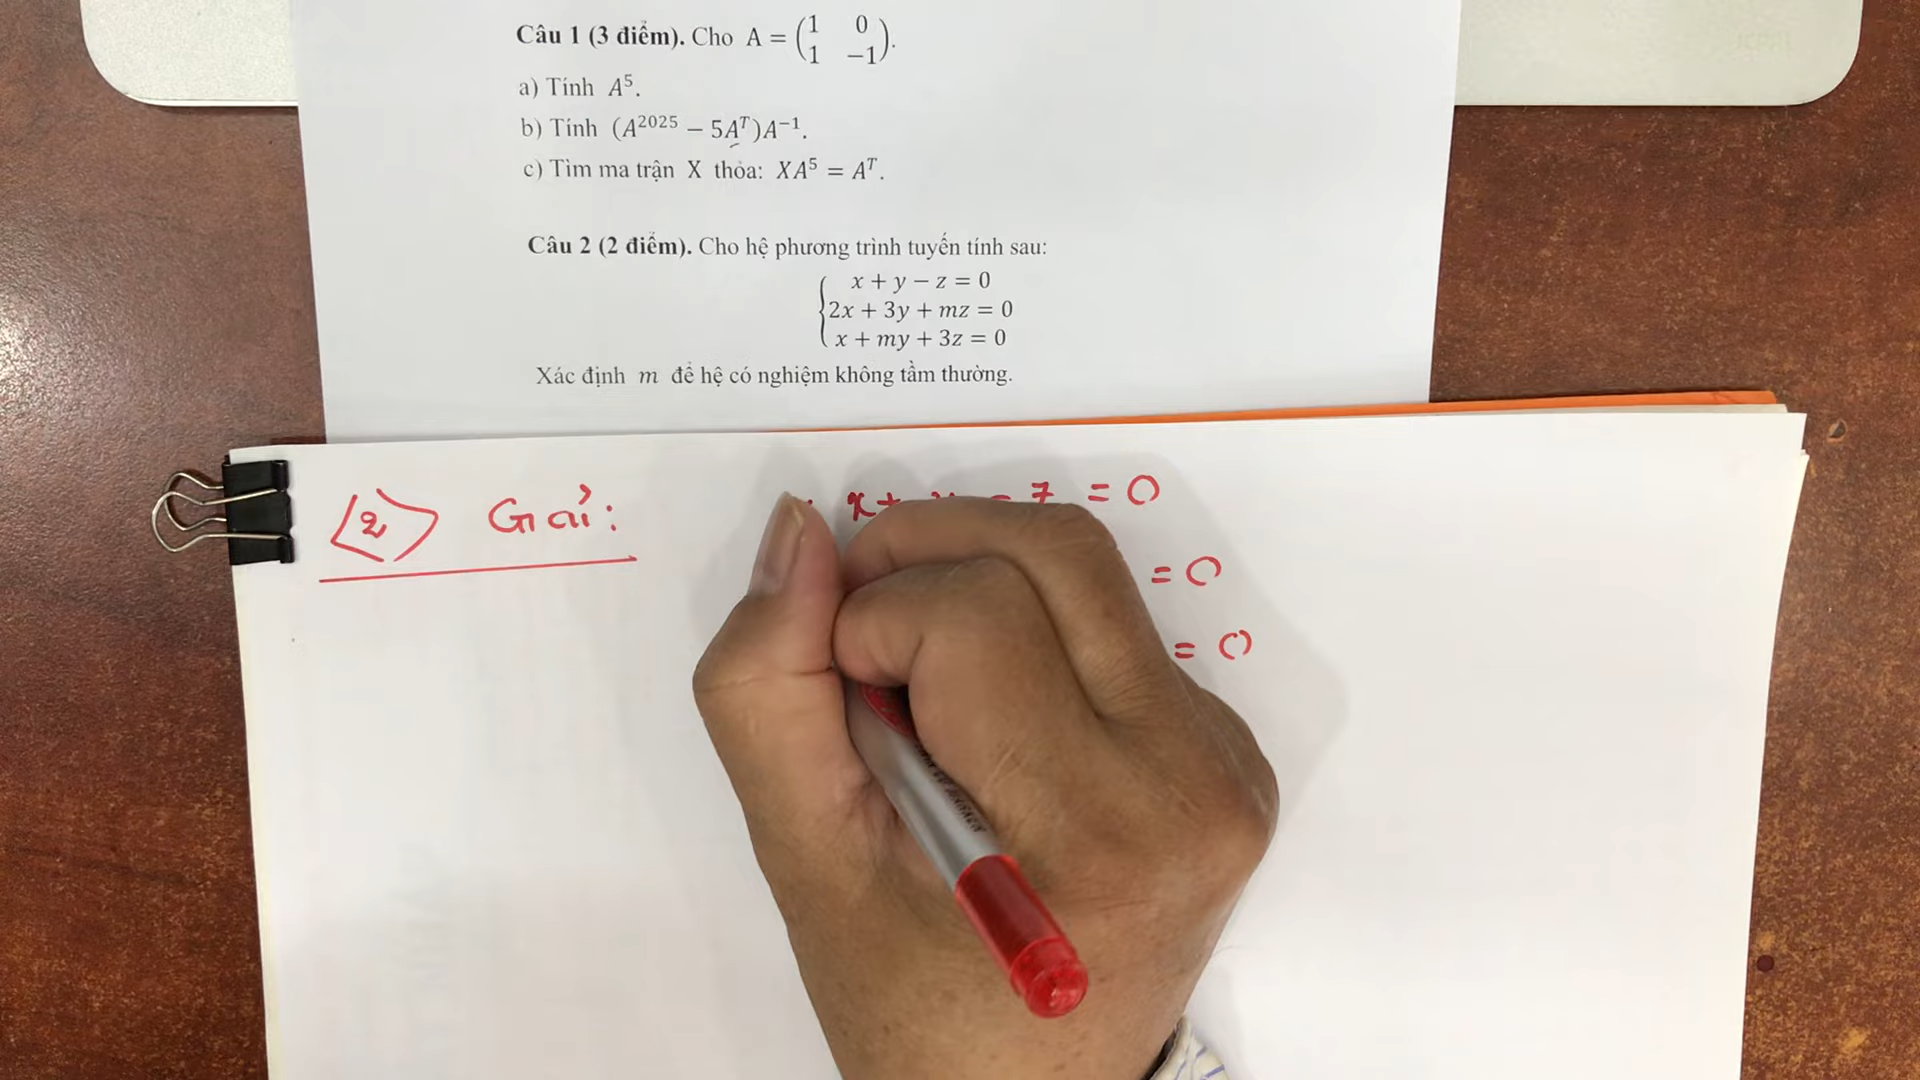 Câu 1 (3 điểm). Cho A = (1 0
1 −1).
a) Tính A⁵.
b) Tính (A²⁰²⁵ − 5Aᵀ)A⁻¹.
c) Tìm ma trận X thỏa: XA⁵ = Aᵀ.
Câu 2 (2 điểm). Cho hệ phương trình tuyến tính sau:
x + y − z = 0
2x + 3y + mz = 0
x + my + 3z = 0
Xác định m để hệ có nghiệm không tầm thường.
2 Giải: x + − z = 0
= 0
= 0